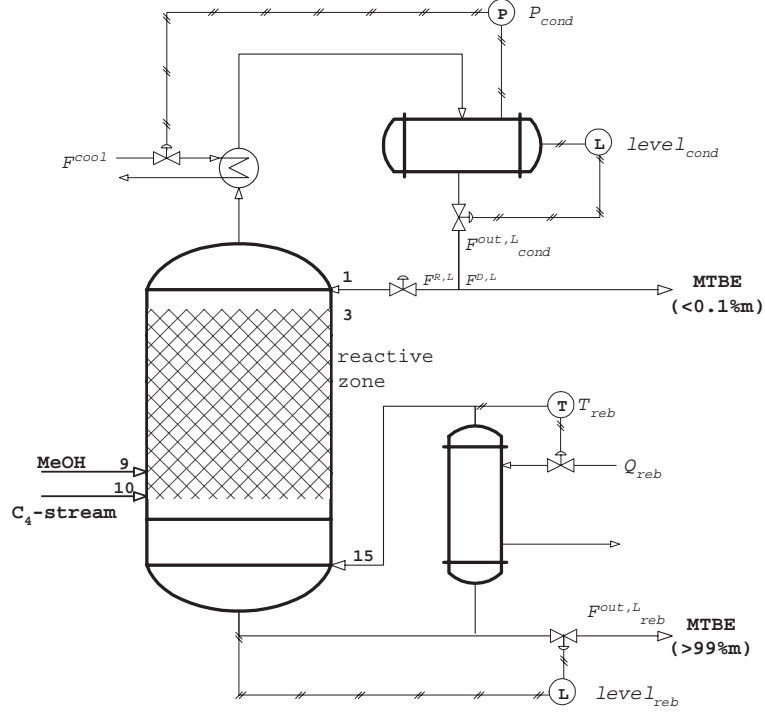 P P_cond
F^cool
L level_cond
F^out,L_cond
1 F^R,L F^D,L
MTBE
(<0.1%m)
3
reactive
zone
T T_reb
MeOH 9
Q_reb
10
C_4-stream
15
F^out,L_reb
MTBE
(>99%m)
L level_reb